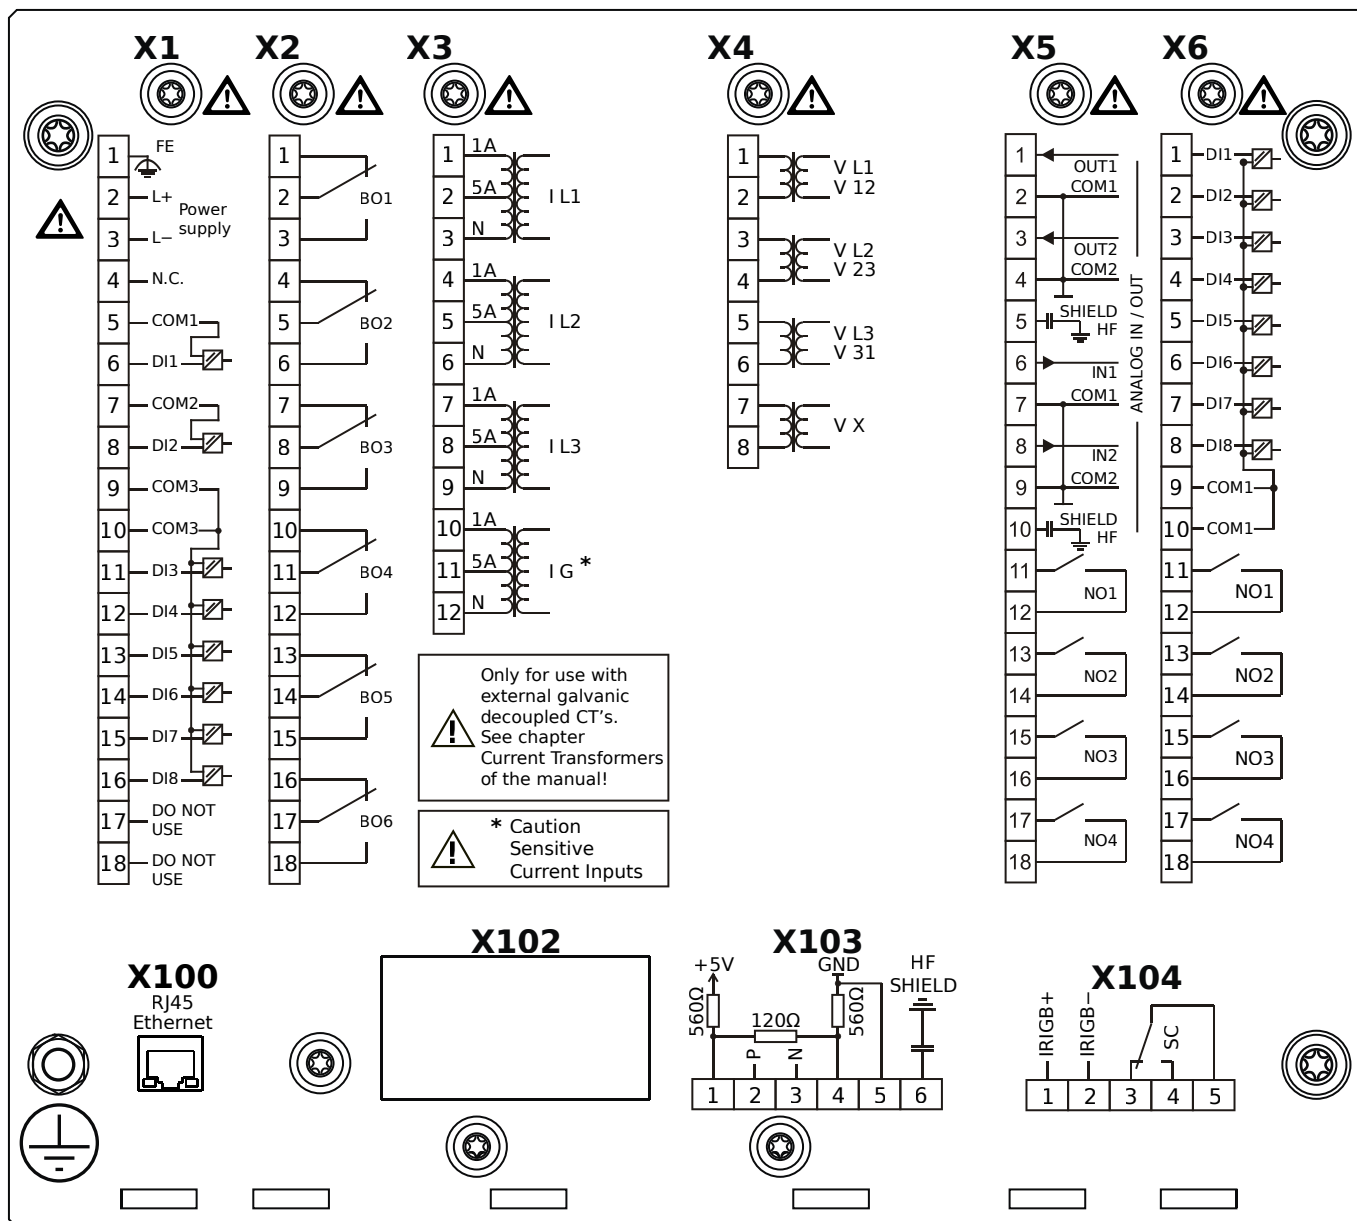 X1
X2
X3
X4
X5
X6
1 FE
2 L+
Power
supply
3 L−
4 N.C.
5 COM1
6 DI1
7 COM2
8 DI2
9 COM3
10 COM3
11 DI3
12 DI4
13 DI5
14 DI6
15 DI7
16 DI8
17 DO NOT
USE
18 DO NOT
USE
1
2 BO1
3
4
5 BO2
6
7
8 BO3
9
10
11 BO4
12
13
14 BO5
15
16
17 BO6
18
1 1A
2 5A I L1
3 N
4 1A
5 5A I L2
6 N
7 1A
8 5A I L3
9 N
10 1A
11 5A I G *
12 N
Only for use with
external galvanic
decoupled CT's.
See chapter
Current Transformers
of the manual!
* Caution
Sensitive
Current Inputs
1 V L1
2 V 12
3 V L2
4 V 23
5 V L3
6 V 31
7 V X
8
1 OUT1
2 COM1
3 OUT2
4 COM2
5 SHIELD
HF
6 IN1
7 COM1
8 IN2
9 COM2
10 SHIELD
HF
ANALOG IN / OUT
11
NO1
12
13
NO2
14
15
NO3
16
17
NO4
18
1 DI1
2 DI2
3 DI3
4 DI4
5 DI5
6 DI6
7 DI7
8 DI8
9 COM1
10 COM1
11
NO1
12
13
NO2
14
15
NO3
16
17
NO4
18
X100
RJ45
Ethernet
X102
X103
+5V
GND
HF
SHIELD
560Ω
120Ω
560Ω
P
N
1 2 3 4 5 6
X104
IRIGB+
IRIGB−
SC
1 2 3 4 5